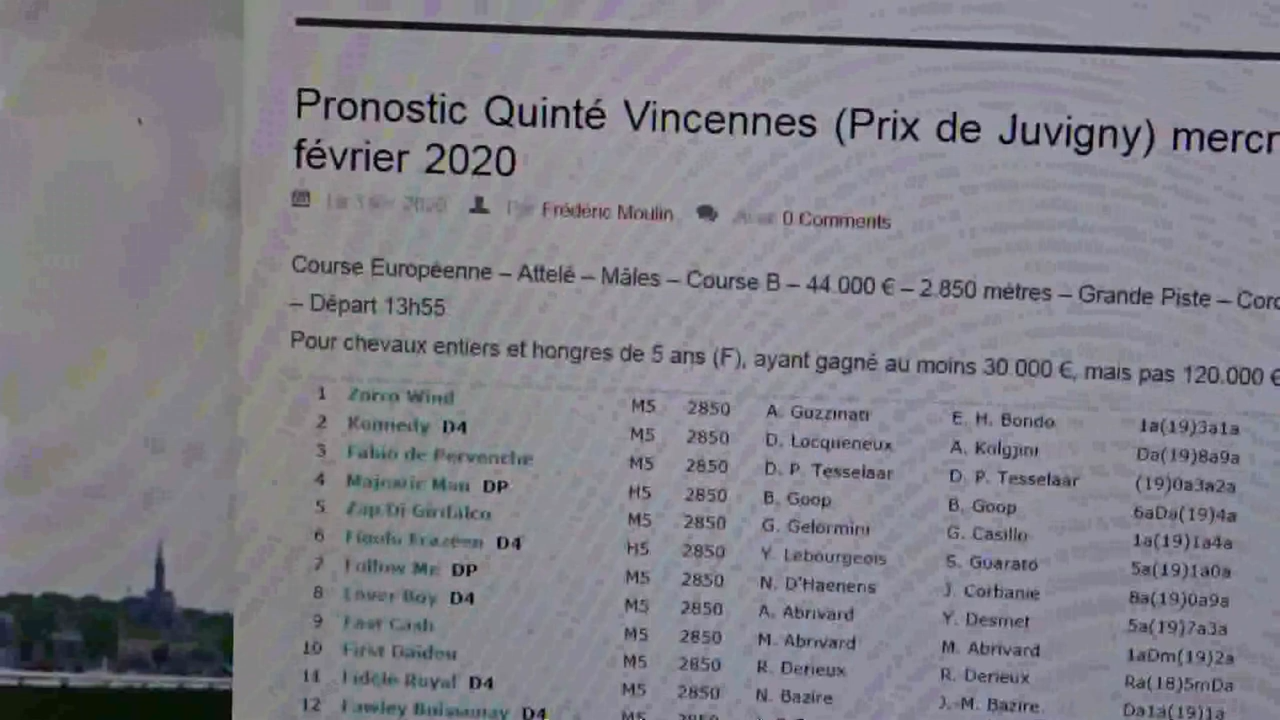 Pronostic Quinté Vincennes (Prix de Juvigny) mercr
février 2020
2020 Frédéric Moulin 0 Comments
Course Européenne – Attelé – Mâles – Course B – 44.000 € – 2.850 mètres – Grande Piste – Cord
– Départ 13h55
Pour chevaux entiers et hongres de 5 ans (F), ayant gagné au moins 30.000 €, mais pas 120.000 €
1 Zorro Wind M5 2850 A. Guzzinati E. H. Bondo 1a(19)3a1a
2 Kennedy D4 M5 2850 D. Locqueneux A. Kolgjini Da(19)8a9a
3 Fabio de Pervenche M5 2850 D. P. Tesselaar D. P. Tesselaar (19)0a3a2a
4 Majestic Man DP H5 2850 B. Goop B. Goop 6aDa(19)4a
5 Zap Di Girifalco M5 2850 G. Gelormini G. Casillo 1a(19)1a4a
6 D4 H5 2850 Y. Lebourgeois S. Guarato 5a(19)1a0a
7 Follow Me DP M5 2850 N. D'Haenens J. Corbanie 8a(19)0a9a
8 Lover Boy D4 M5 2850 A. Abrivard Y. Desmet 5a(19)7a3a
9 Fast Cash M5 2850 M. Abrivard M. Abrivard 1aDm(19)2a
10 First Daidou M5 2850 R. Derieux R. Derieux Ra(18)5mDa
11 Fidèle Royal D4 M5 2850 N. Bazire J.-M. Bazire Da1a(19)1a
12 D4 M5 2850